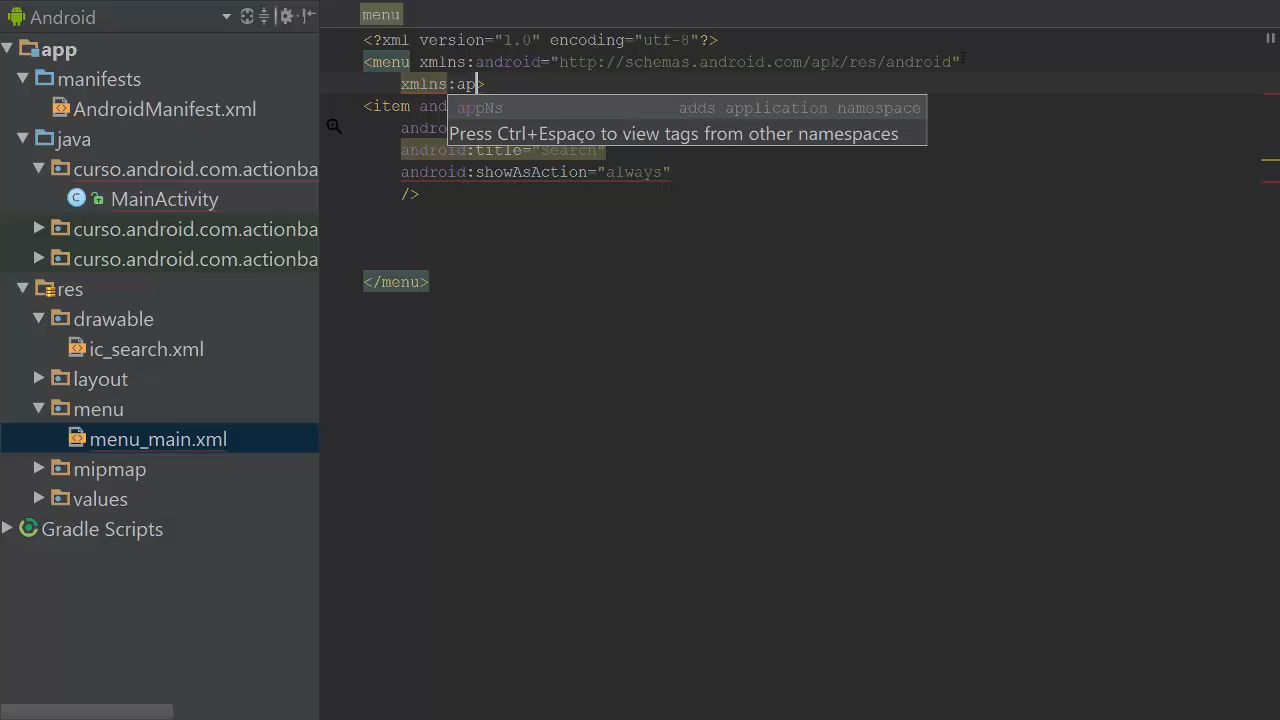 Android
app
manifests
AndroidManifest.xml
java
curso.android.com.actionba
MainActivity
curso.android.com.actionba
curso.android.com.actionba
res
drawable
ic_search.xml
layout
menu
menu_main.xml
mipmap
values
Gradle Scripts
menu
<?xml version="1.0" encoding="utf-8"?>
<menu xmlns:android="http://schemas.android.com/apk/res/android"
xmlns:ap>
<item and
appNs adds application namespace
andro
Press Ctrl+Espaço to view tags from other namespaces
android:title="Search"
android:showAsAction="always"
/>
</menu>